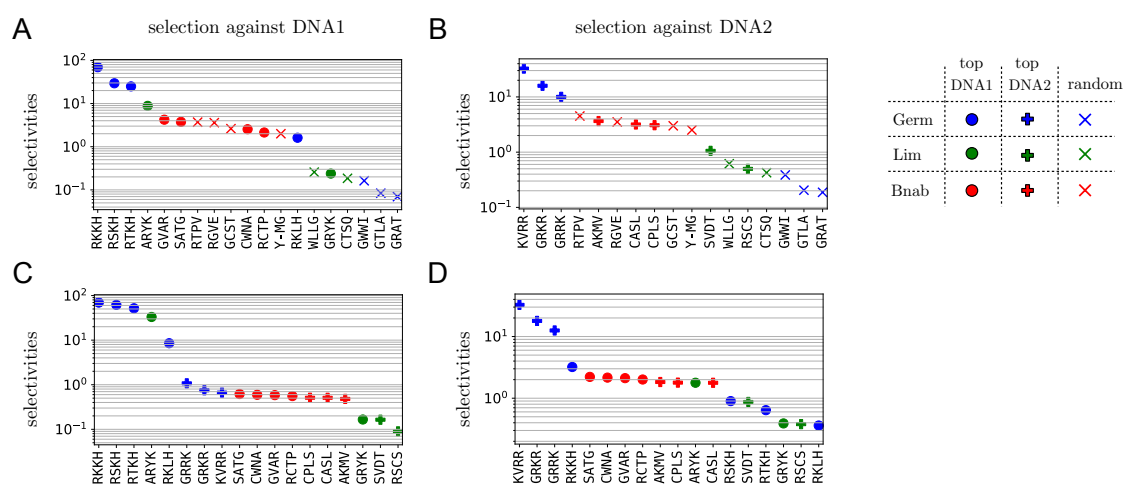 A
selection against DNA1
selectivities
10²
10¹
10⁰
10⁻¹
RKKH RSKH RTKH ARYK GVAR SATG RTPV RGVE GCST CWNA RCTP Y-MG RKLH WLLG GRYK CTSQ GWWI GTLA GRAT
B
selection against DNA2
selectivities
10¹
10⁰
10⁻¹
KVRR GRKR GRRK RTPV AKMV RGVE CASL CPLS GCST Y-MG SVDT WLLG RSCS CTSQ GWWI GTLA GRAT
top DNA1
top DNA2
random
Germ
Lim
Bnab
C
selectivities
10²
10¹
10⁰
10⁻¹
RKKH RSKH RTKH ARYK RKLH GRRK GRKR KVRR SATG CWNA GVAR RCTP CPLS CASL AKMV GRYK SVDT RSCS
D
selectivities
10¹
10⁰
KVRR GRKR GRRK RKKH SATG CWNA GVAR RCTP AKMV CPLS ARYK CASL RSKH SVDT RTKH GRYK RSCS RKLH